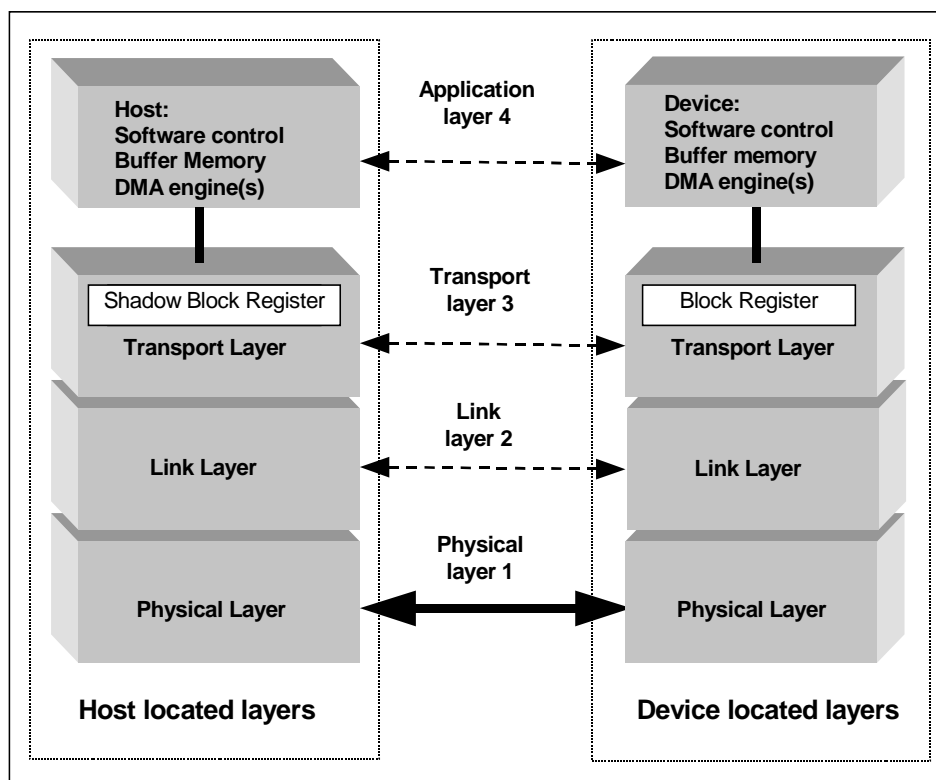 Host:
Software control
Buffer Memory
DMA engine(s)
Application
layer 4
Device:
Software control
Buffer memory
DMA engine(s)
Shadow Block Register
Transport Layer
Transport
layer 3
Block Register
Transport Layer
Link Layer
Link
layer 2
Link Layer
Physical Layer
Physical
layer 1
Physical Layer
Host located layers
Device located layers